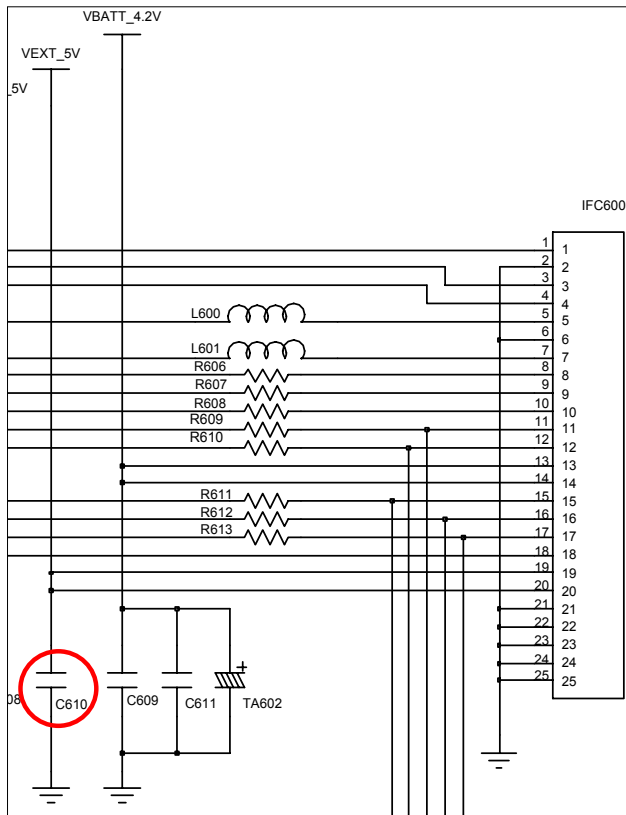 VBATT_4.2V
VEXT_5V
_5V
IFC600
1 1
2 2
3 3
4 4
L600 5 5
6 6
L601 7 7
R606 8 8
R607 9 9
R608 10 10
R609 11 11
R610 12 12
13 13
14 14
R611 15 15
R612 16 16
R613 17 17
18 18
19 19
20 20
21 21
22 22
23 23
24 24
25 25
+
08 C610 C609 C611 TA602